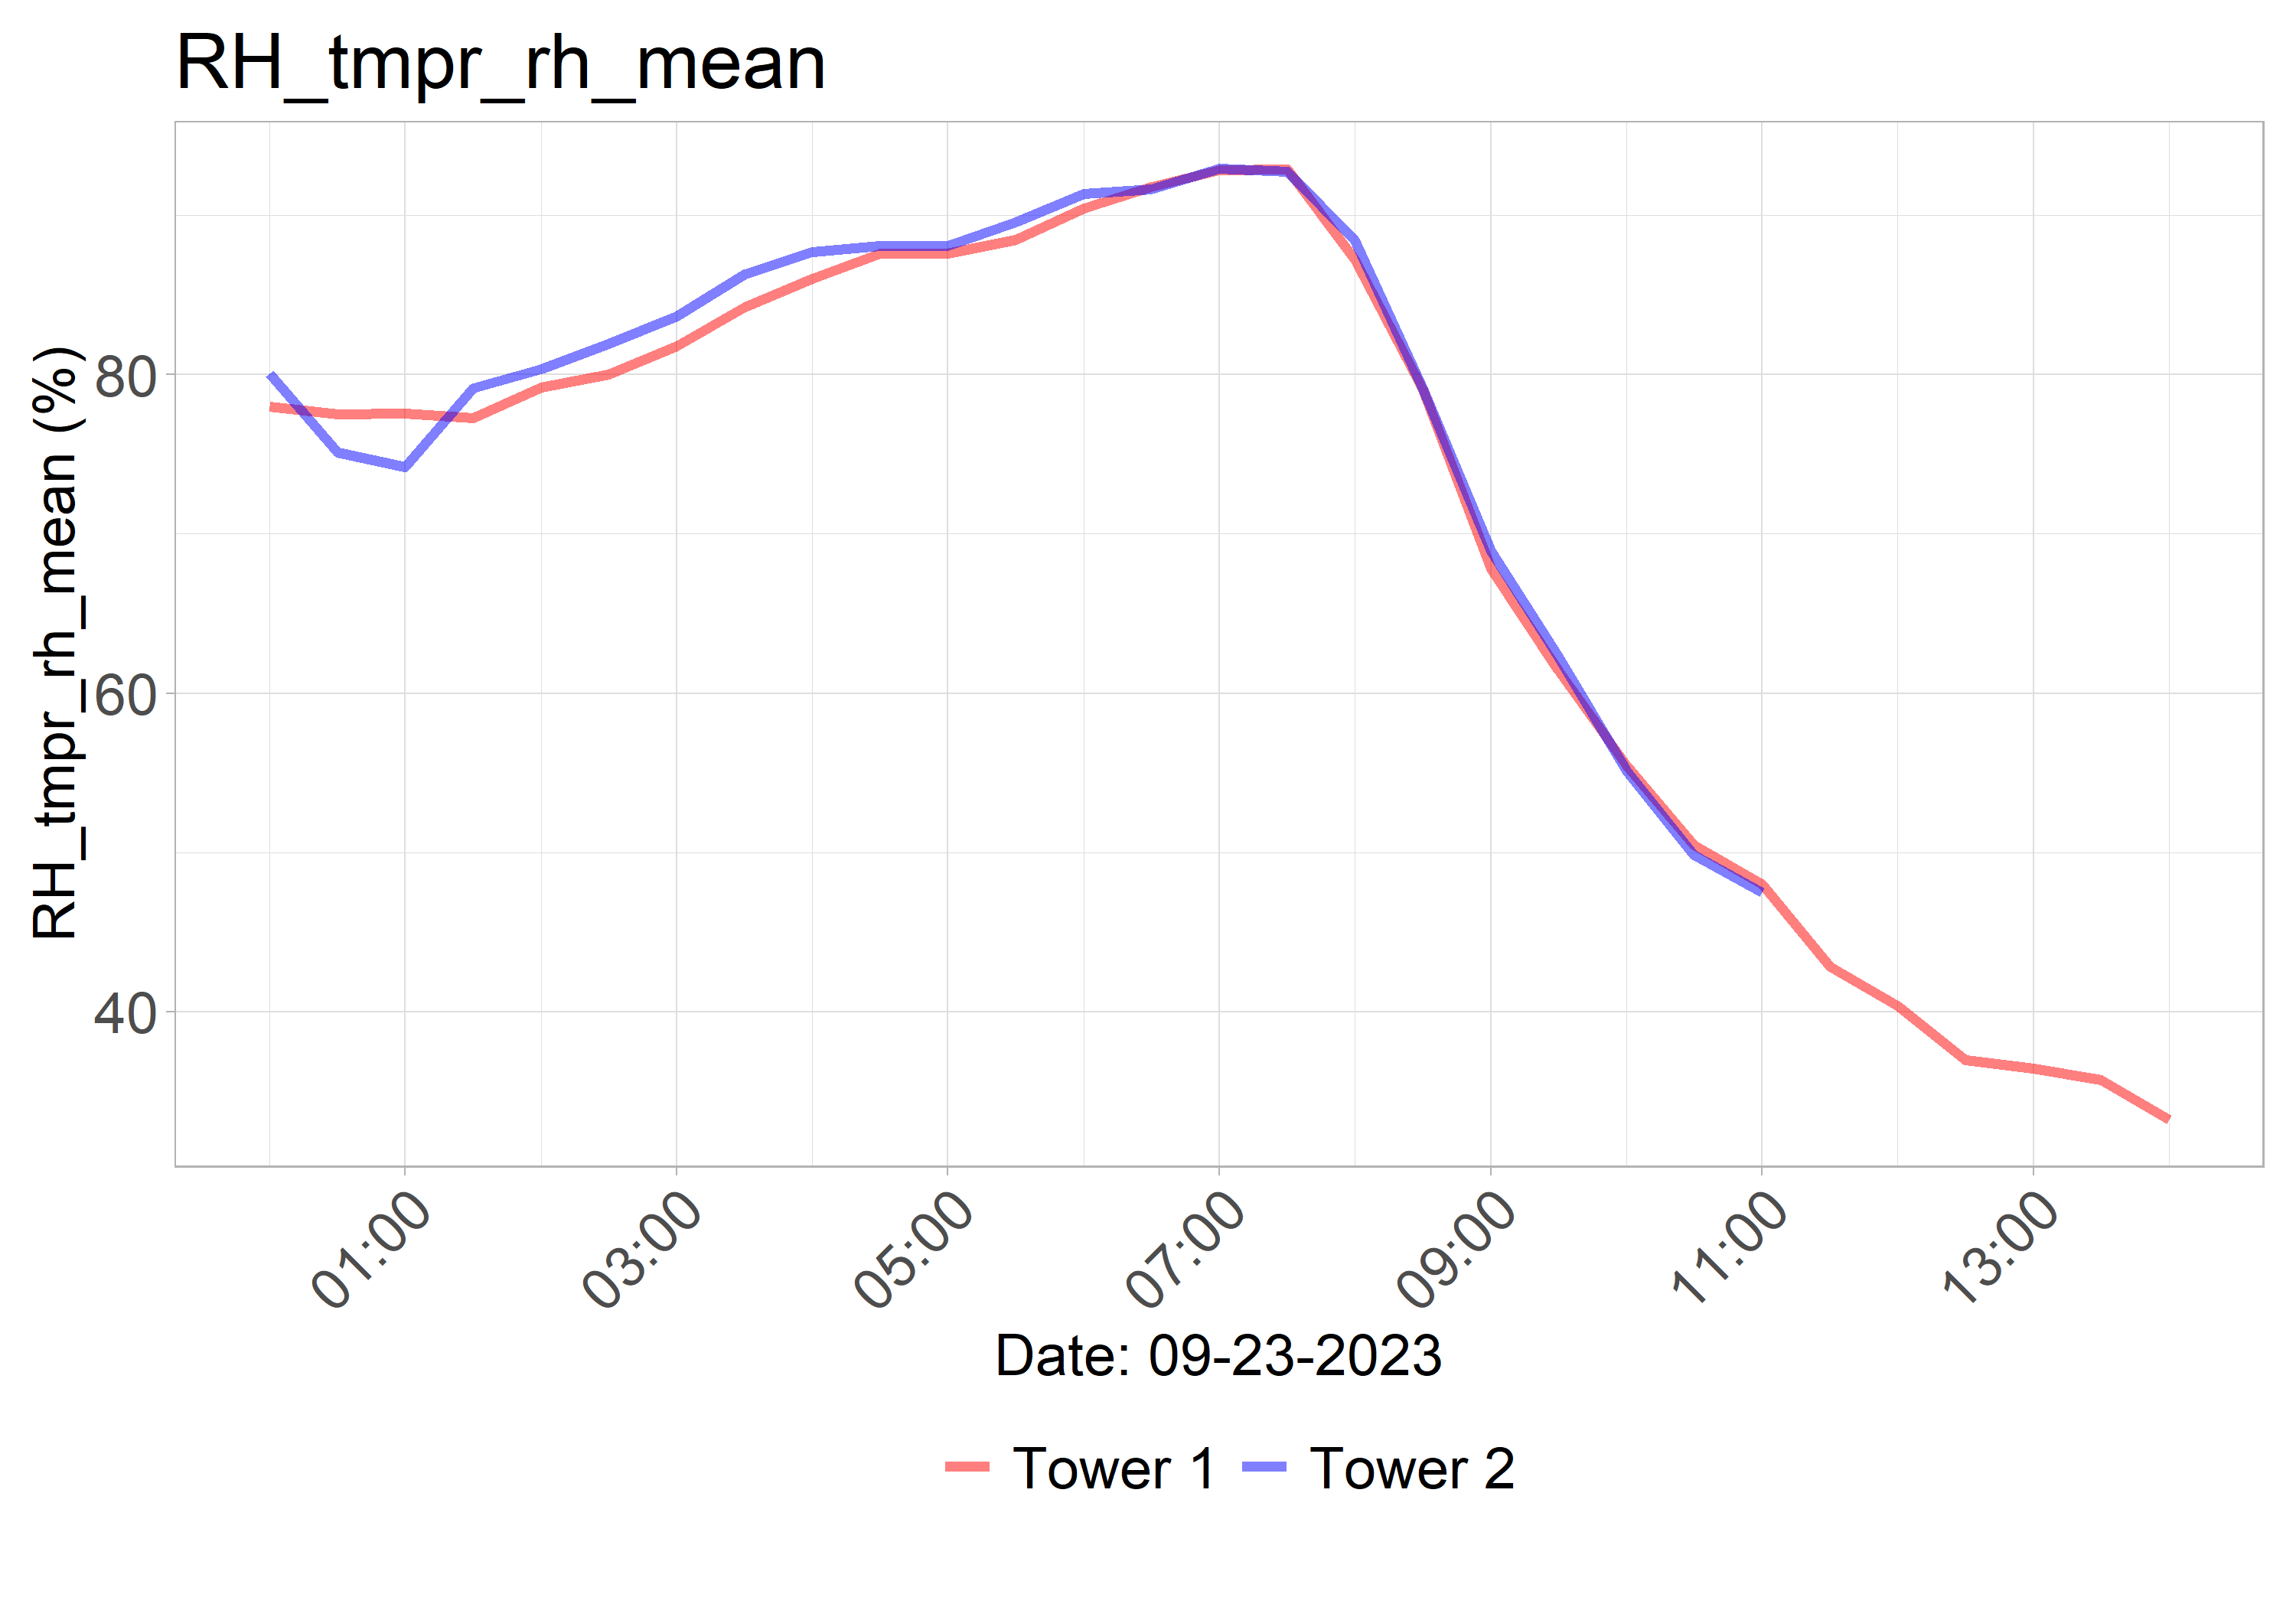 RH_tmpr_rh_mean
RH_tmpr_rh_mean (%)
80
60
40
01:00
03:00
05:00
07:00
09:00
11:00
13:00
Date: 09-23-2023
Tower 1
Tower 2